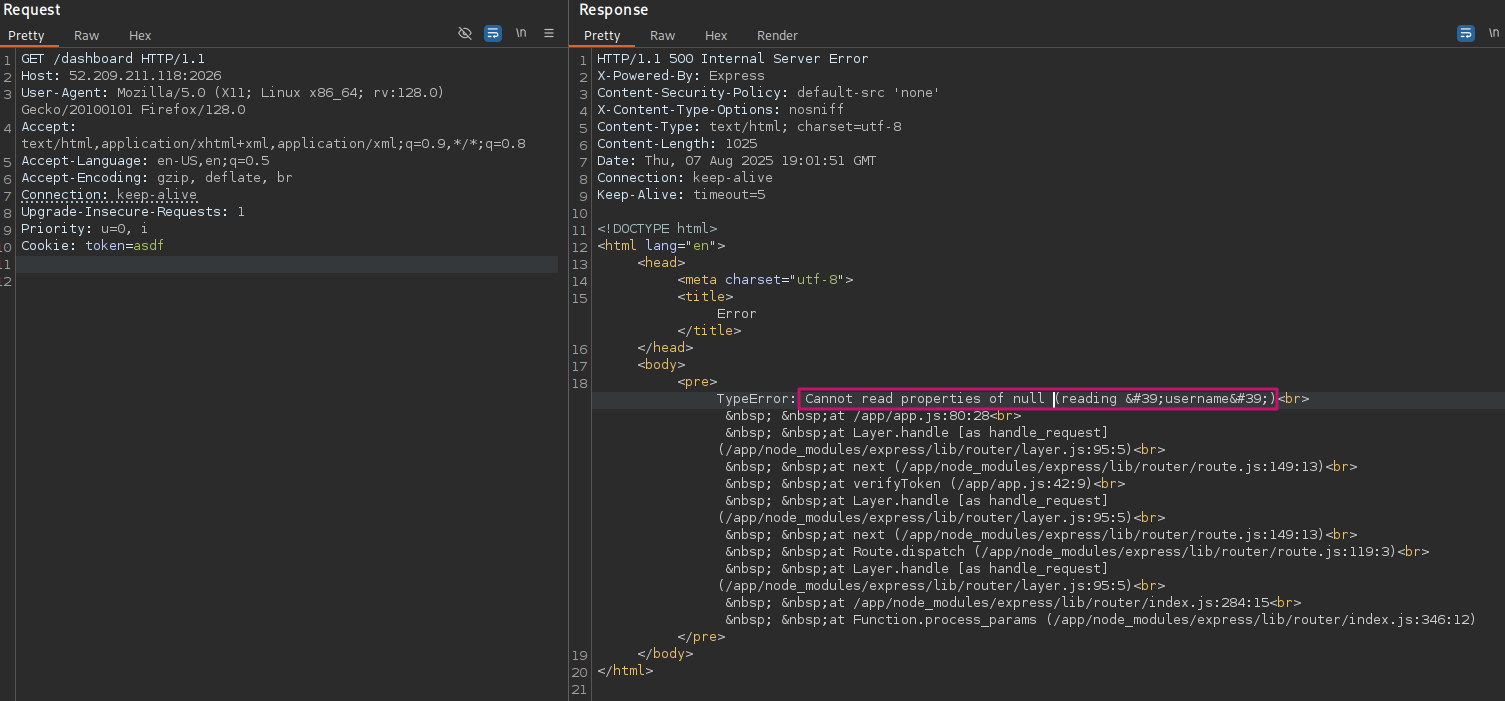 Request
Pretty Raw Hex \n
1 GET /dashboard HTTP/1.1
2 Host: 52.209.211.118:2026
3 User-Agent: Mozilla/5.0 (X11; Linux x86_64; rv:128.0)
Gecko/20100101 Firefox/128.0
4 Accept:
text/html,application/xhtml+xml,application/xml;q=0.9,*/*;q=0.8
5 Accept-Language: en-US,en;q=0.5
6 Accept-Encoding: gzip, deflate, br
7 Connection: keep-alive
8 Upgrade-Insecure-Requests: 1
9 Priority: u=0, i
10 Cookie: token=asdf
11
12
Response
Pretty Raw Hex Render \n
1 HTTP/1.1 500 Internal Server Error
2 X-Powered-By: Express
3 Content-Security-Policy: default-src 'none'
4 X-Content-Type-Options: nosniff
5 Content-Type: text/html; charset=utf-8
6 Content-Length: 1025
7 Date: Thu, 07 Aug 2025 19:01:51 GMT
8 Connection: keep-alive
9 Keep-Alive: timeout=5
10
11 <!DOCTYPE html>
12 <html lang="en">
13 <head>
14 <meta charset="utf-8">
15 <title>
Error
</title>
16 </head>
17 <body>
18 <pre>
TypeError: Cannot read properties of null (reading &#39;username&#39;)<br>
&nbsp; &nbsp;at /app/app.js:80:28<br>
&nbsp; &nbsp;at Layer.handle [as handle_request]
(/app/node_modules/express/lib/router/layer.js:95:5)<br>
&nbsp; &nbsp;at next (/app/node_modules/express/lib/router/route.js:149:13)<br>
&nbsp; &nbsp;at verifyToken (/app/app.js:42:9)<br>
&nbsp; &nbsp;at Layer.handle [as handle_request]
(/app/node_modules/express/lib/router/layer.js:95:5)<br>
&nbsp; &nbsp;at next (/app/node_modules/express/lib/router/route.js:149:13)<br>
&nbsp; &nbsp;at Route.dispatch (/app/node_modules/express/lib/router/route.js:119:3)<br>
&nbsp; &nbsp;at Layer.handle [as handle_request]
(/app/node_modules/express/lib/router/layer.js:95:5)<br>
&nbsp; &nbsp;at /app/node_modules/express/lib/router/index.js:284:15<br>
&nbsp; &nbsp;at Function.process_params (/app/node_modules/express/lib/router/index.js:346:12)
</pre>
19 </body>
20 </html>
21